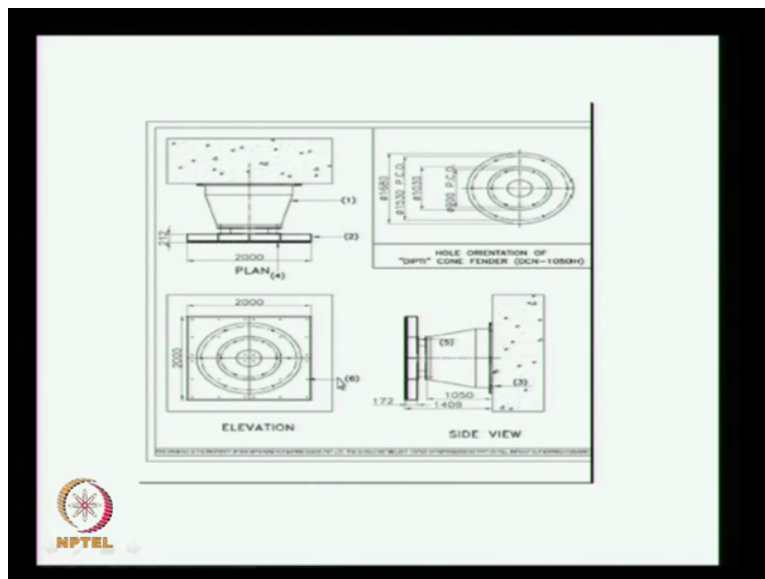 (1)
(2)
212
2000
PLAN
(4)
Ø1680
Ø1530 P.C.D.
Ø1030
Ø900 P.C.D.
HOLE ORIENTATION OF
"DIPTI" CONE FENDER (DCN-1050H)
2000
2000
(6)
ELEVATION
(5)
(3)
172
1050
1409
SIDE VIEW
NPTEL